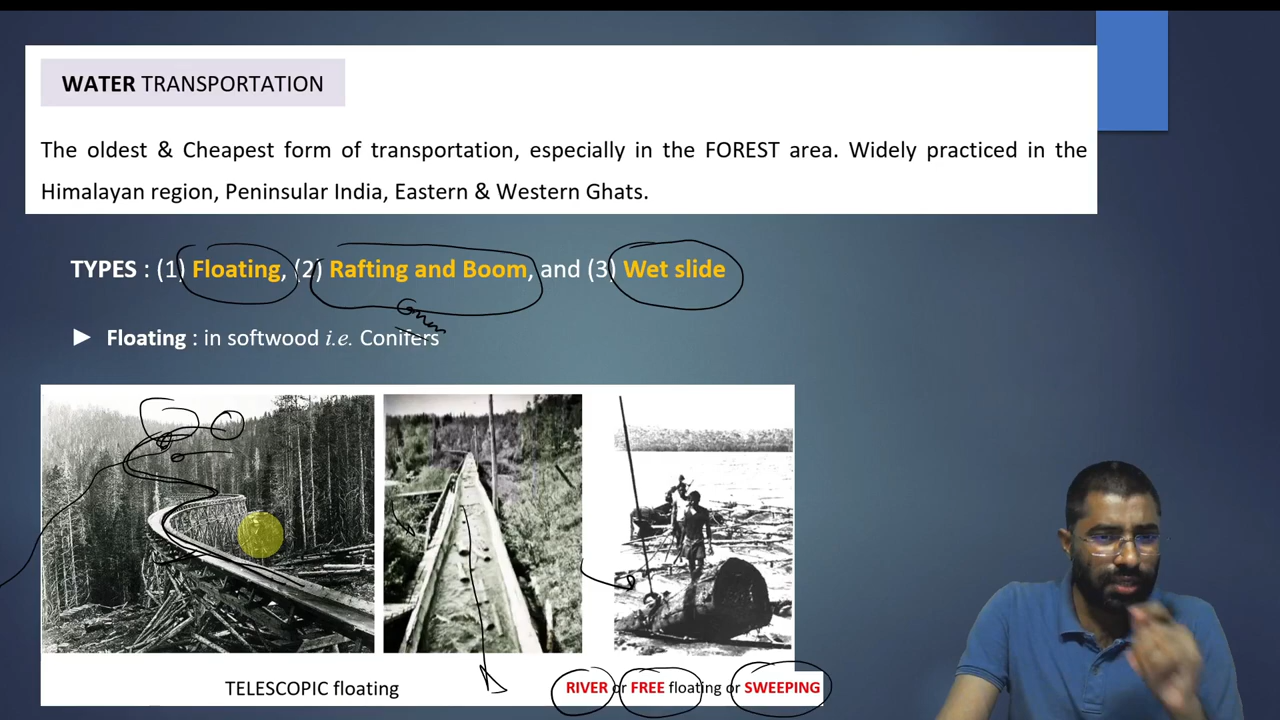 WATER TRANSPORTATION
The oldest & Cheapest form of transportation, especially in the FOREST area. Widely practiced in the
Himalayan region, Peninsular India, Eastern & Western Ghats.
TYPES : (1) Floating, (2) Rafting and Boom, and (3) Wet slide
► Floating : in softwood i.e. Conifers
TELESCOPIC floating
RIVER or FREE floating or SWEEPING